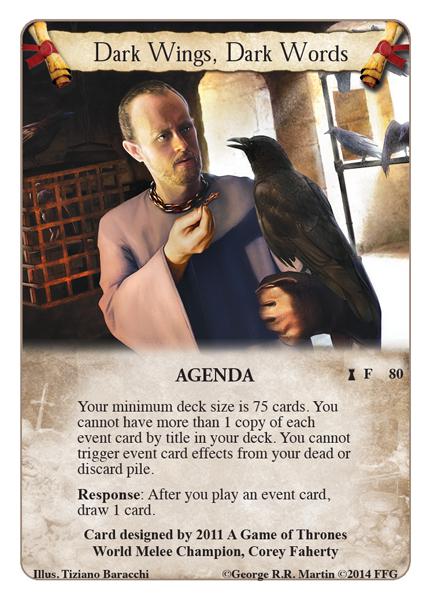 Dark Wings, Dark Words
AGENDA
F 80
Your minimum deck size is 75 cards. You
cannot have more than 1 copy of each
event card by title in your deck. You cannot
trigger event card effects from your dead or
discard pile.
Response: After you play an event card,
draw 1 card.
Card designed by 2011 A Game of Thrones
World Melee Champion, Corey Faherty
Illus. Tiziano Baracchi
©George R.R. Martin ©2014 FFG